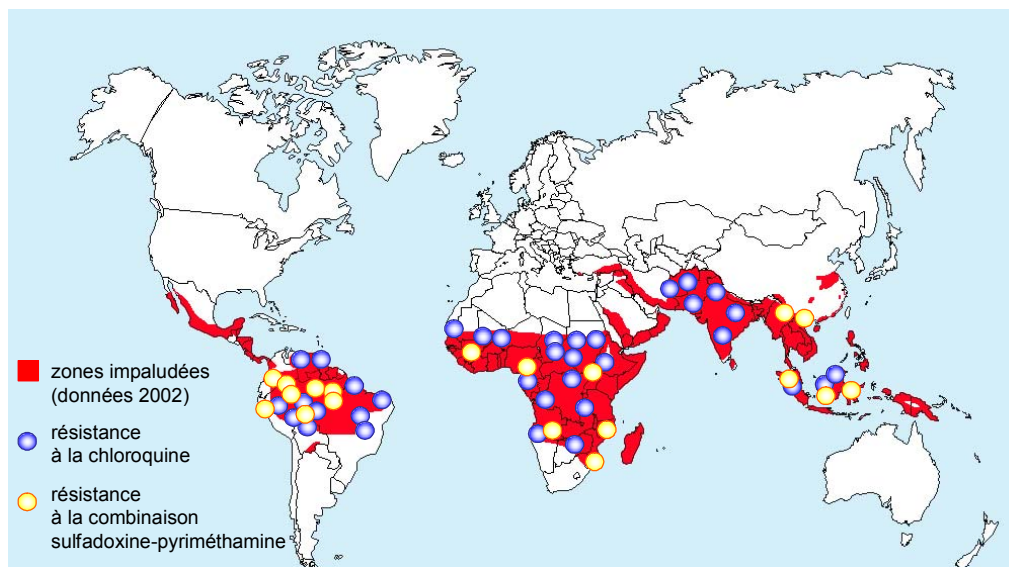 zones impaludées
(données 2002)
résistance
à la chloroquine
résistance
à la combinaison
sulfadoxine-pyriméthamine